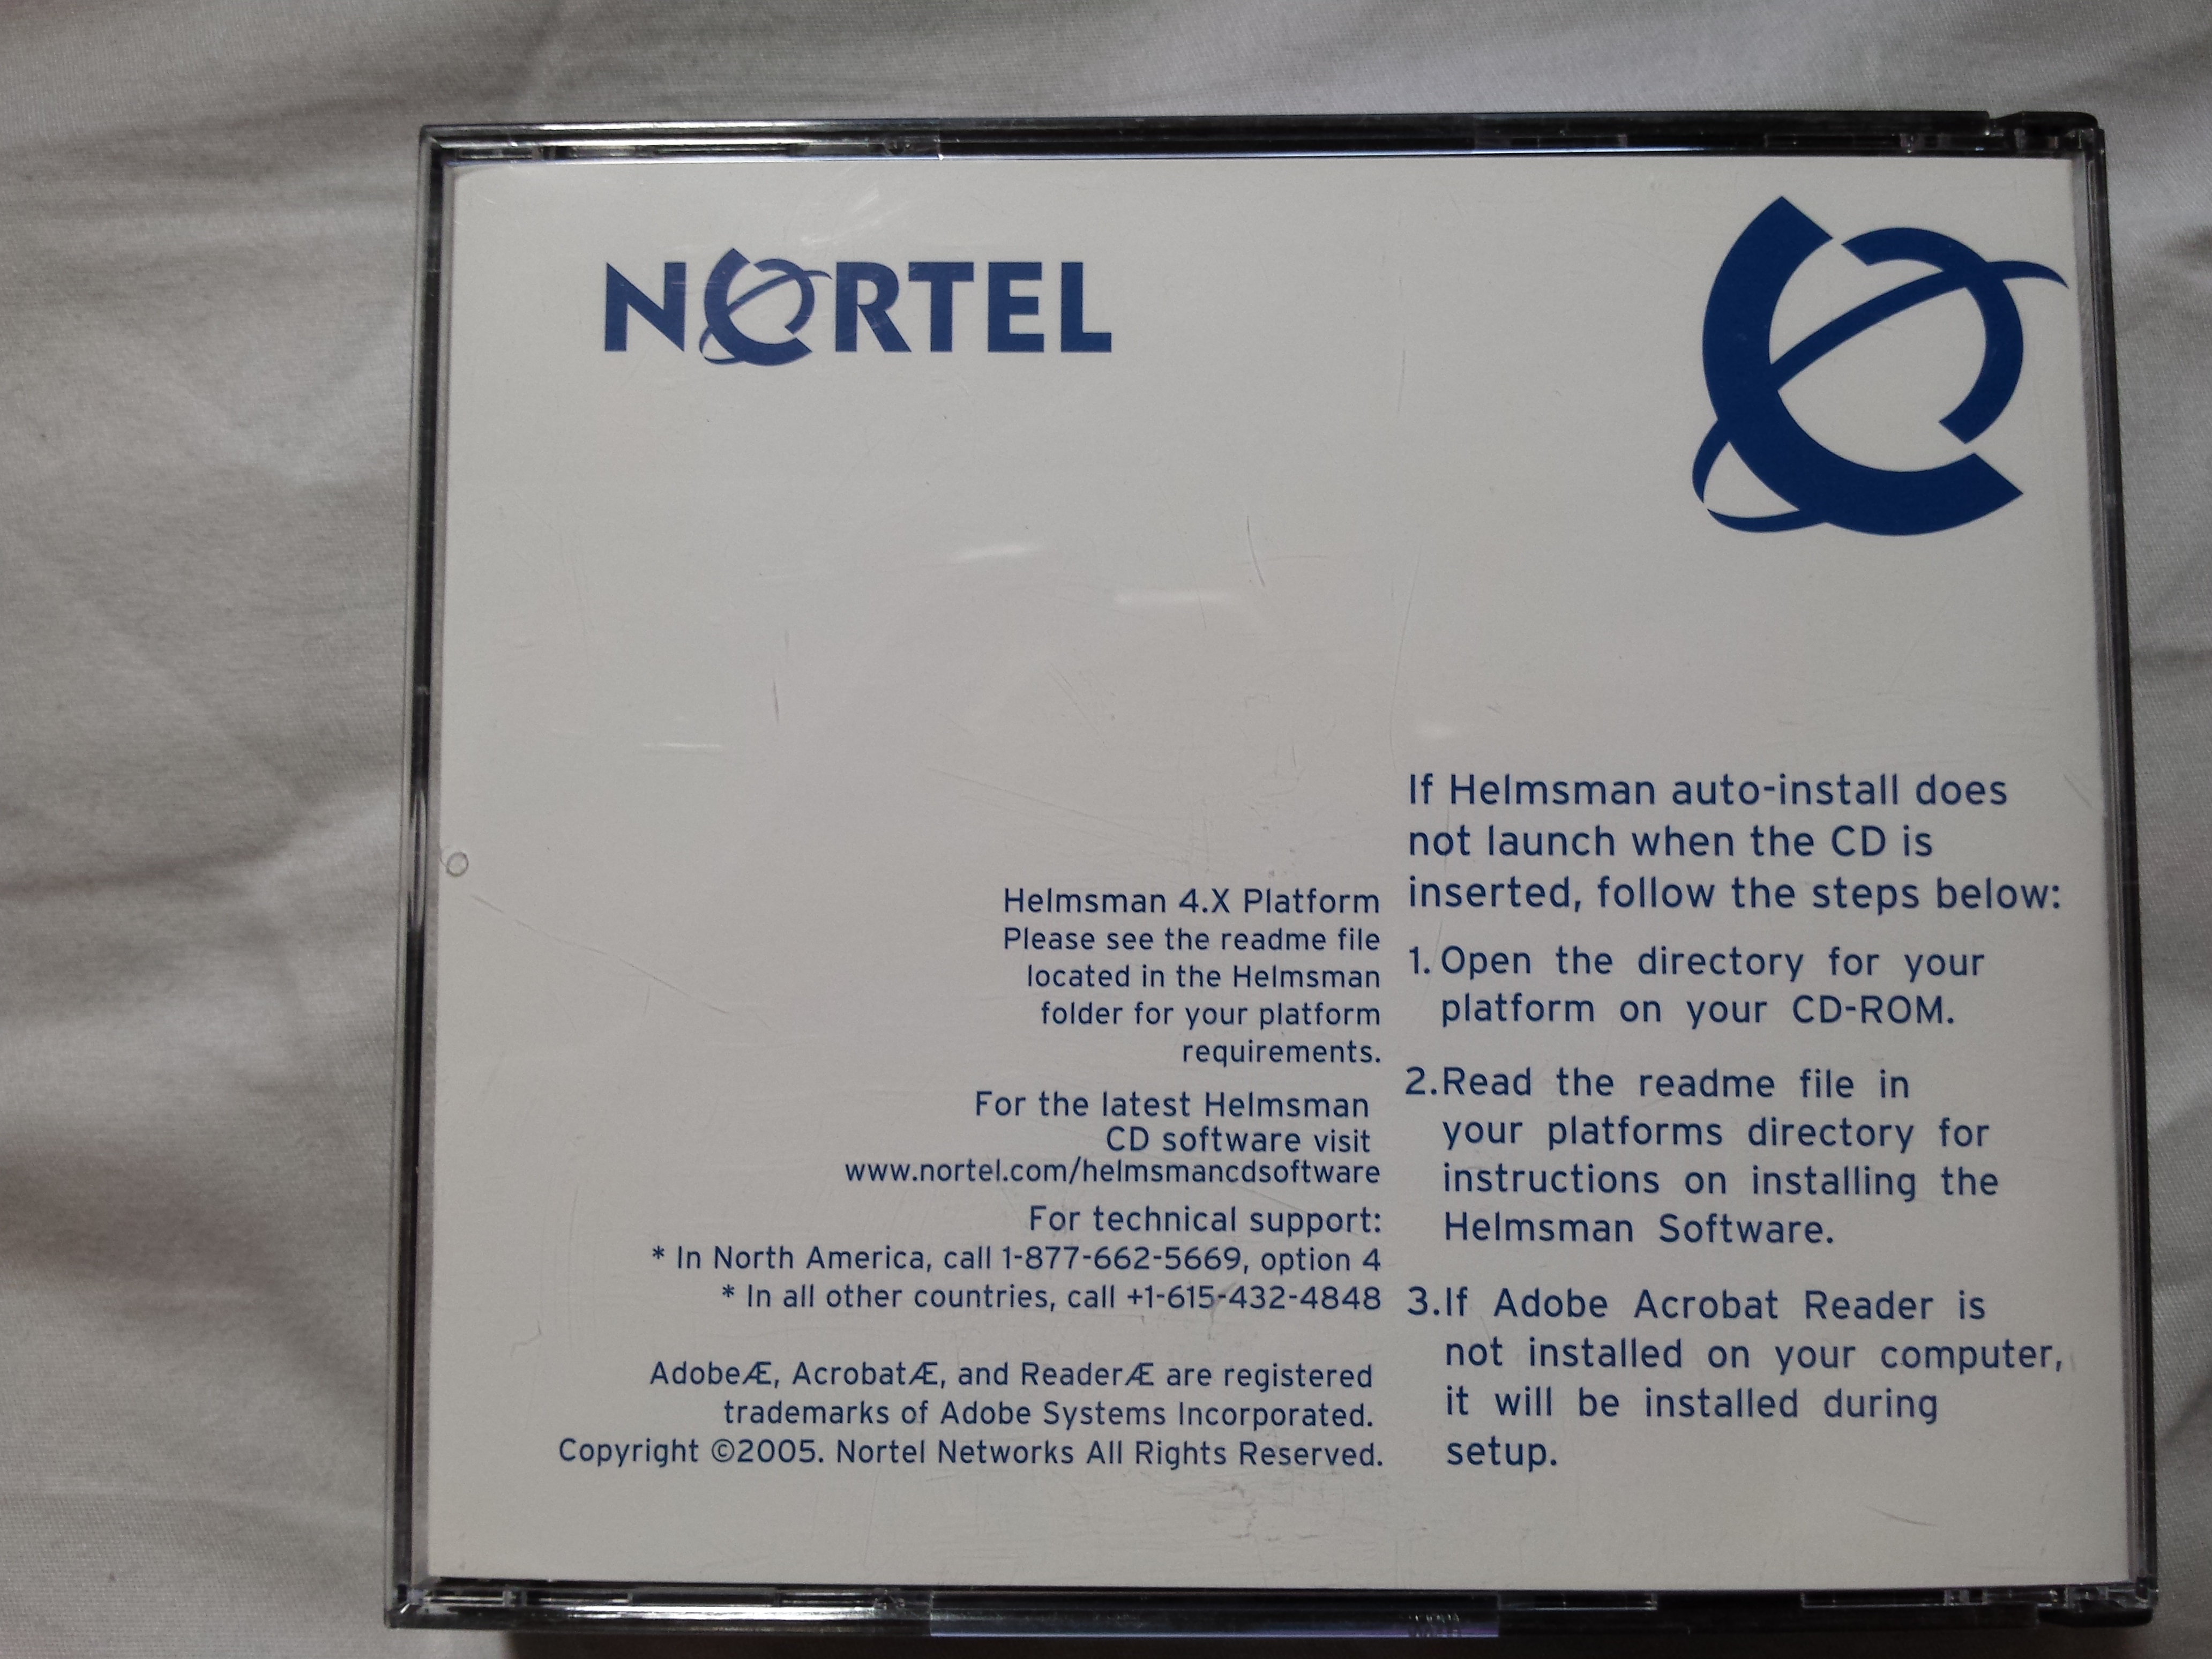 NORTEL
Helmsman 4.X Platform
Please see the readme file
located in the Helmsman
folder for your platform
requirements.
For the latest Helmsman
CD software visit
www.nortel.com/helmsmancdsoftware
For technical support:
* In North America, call 1-877-662-5669, option 4
* In all other countries, call +1-615-432-4848
AdobeÆ, AcrobatÆ, and ReaderÆ are registered
trademarks of Adobe Systems Incorporated.
Copyright ©2005. Nortel Networks All Rights Reserved.
If Helmsman auto-install does
not launch when the CD is
inserted, follow the steps below:
1. Open the directory for your
platform on your CD-ROM.
2.Read the readme file in
your platforms directory for
instructions on installing the
Helmsman Software.
3.If Adobe Acrobat Reader is
not installed on your computer,
it will be installed during
setup.